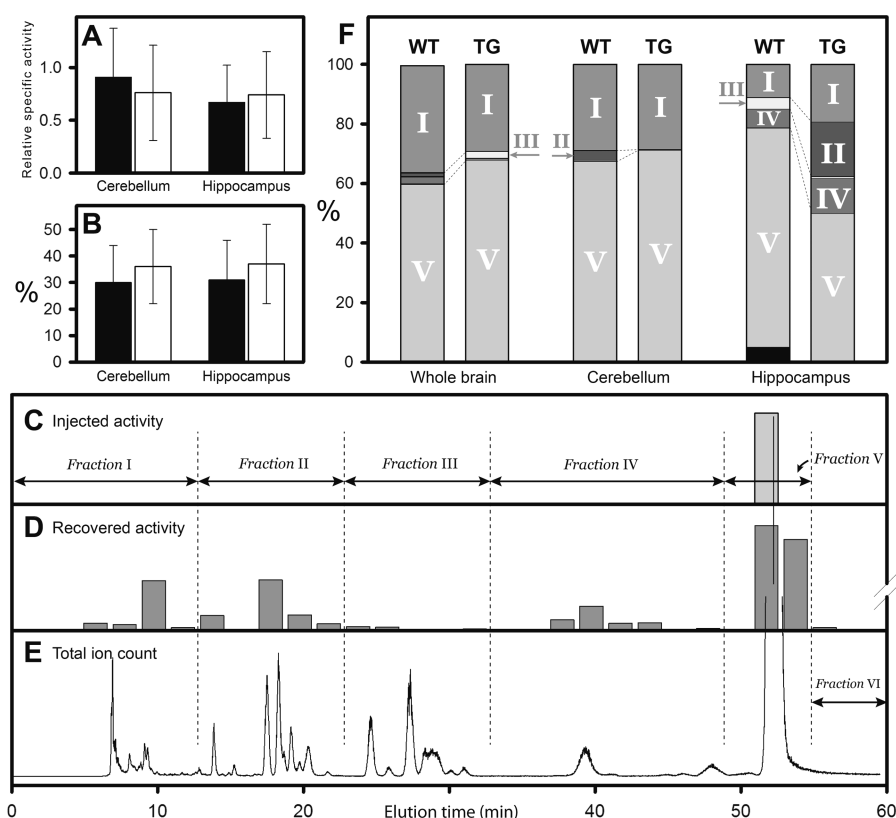 A
Relative specific activity
1.0
0.5
0.0
Cerebellum Hippocampus
B
%
50
40
30
20
10
0
Cerebellum Hippocampus
F
WT TG WT TG WT TG
%
100
80
60
40
20
0
I I I I I I
III
II
III
IV
II
IV
V V V V V V
Whole brain Cerebellum Hippocampus
C Injected activity
Fraction I Fraction II Fraction III Fraction IV Fraction V
D Recovered activity
E Total ion count
Fraction VI
0 10 20 40 50 60
Elution time (min)